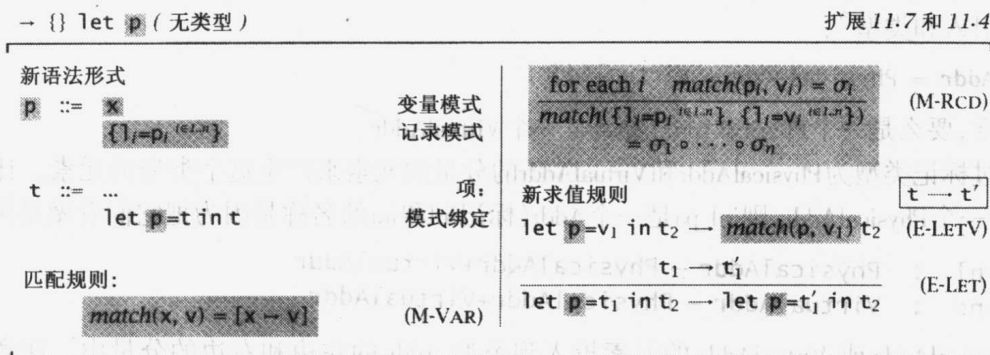 → {} let p (无类型)
扩展11.7和11.4
新语法形式
p ::= x 变量模式
{lᵢ=pᵢ ⁱ∈¹··ⁿ} 记录模式
t ::= ... 项:
let p=t in t 模式绑定
匹配规则:
match(x, v) = [x ↦ v] (M-VAR)
for each i match(pᵢ, vᵢ) = σᵢ
match({lᵢ=pᵢ ⁱ∈¹··ⁿ}, {lᵢ=vᵢ ⁱ∈¹··ⁿ}) (M-RCD)
= σ₁ ∘ ⋯ ∘ σₙ
新求值规则 t → t′
let p=v₁ in t₂ → match(p, v₁) t₂ (E-LETV)
t₁ → t′₁
let p=t₁ in t₂ → let p=t′₁ in t₂ (E-LET)